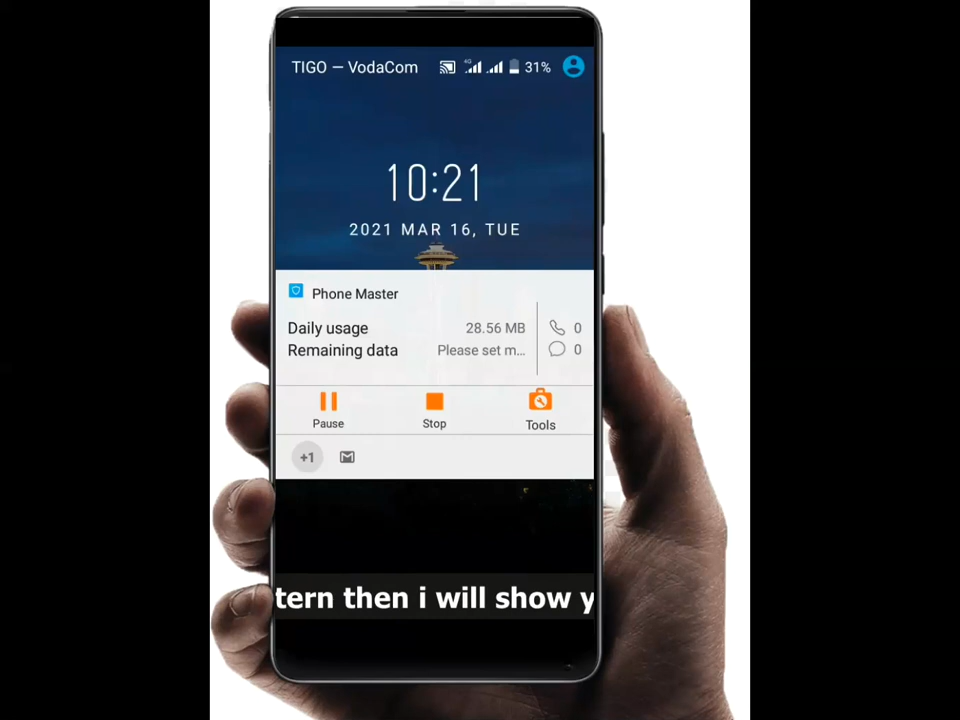 TIGO — VodaCom 4G 31%
10:21
2021 MAR 16, TUE
Phone Master
Daily usage 28.56 MB 0
Remaining data Please set m... 0
Pause Stop Tools
+1
tern then i will show y